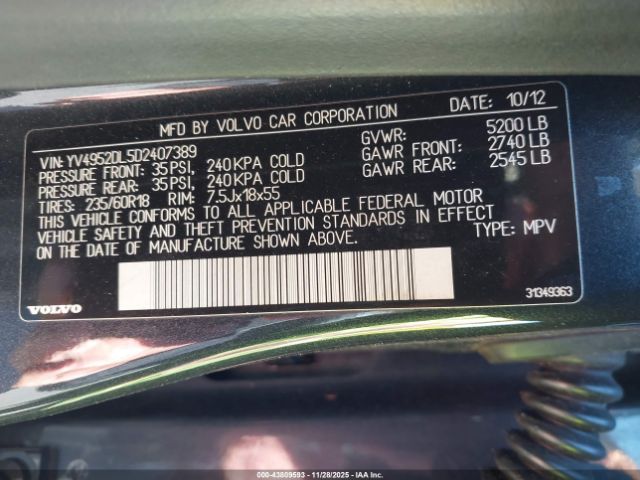 MFD BY VOLVO CAR CORPORATION DATE: 10/12
VIN: YV4952DL5D2407389 GVWR: 5200 LB
PRESSURE FRONT: 35PSI, 240KPA COLD GAWR FRONT: 2740 LB
PRESSURE REAR: 35PSI, 240KPA COLD GAWR REAR: 2545 LB
TIRES: 235/60R18 RIM: 7.5Jx18x55
THIS VEHICLE CONFORMS TO ALL APPLICABLE FEDERAL MOTOR
VEHICLE SAFETY AND THEFT PREVENTION STANDARDS IN EFFECT
ON THE DATE OF MANUFACTURE SHOWN ABOVE. TYPE: MPV
VOLVO 31349363
000-43809593 - 11/28/2025 - IAA Inc.